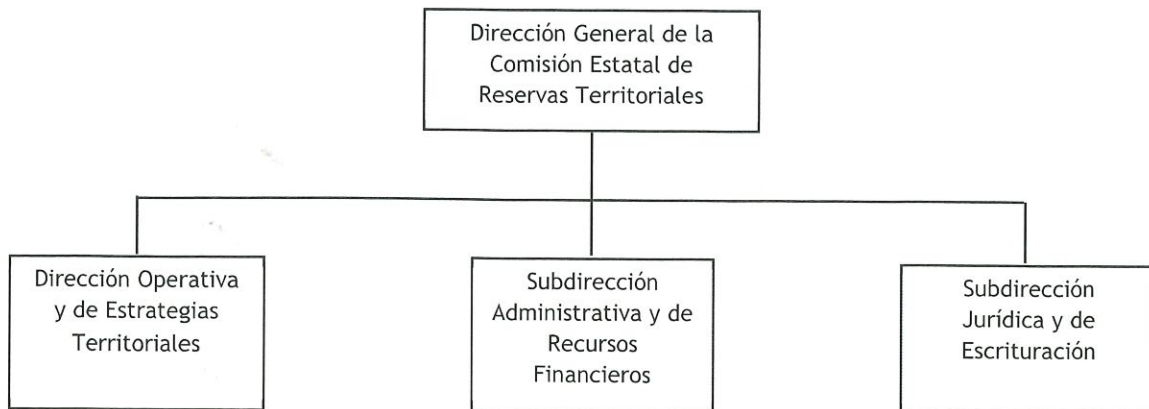 Dirección General de la
Comisión Estatal de
Reservas Territoriales
Dirección Operativa
y de Estrategias
Territoriales
Subdirección
Administrativa y de
Recursos
Financieros
Subdirección
Jurídica y de
Escrituración